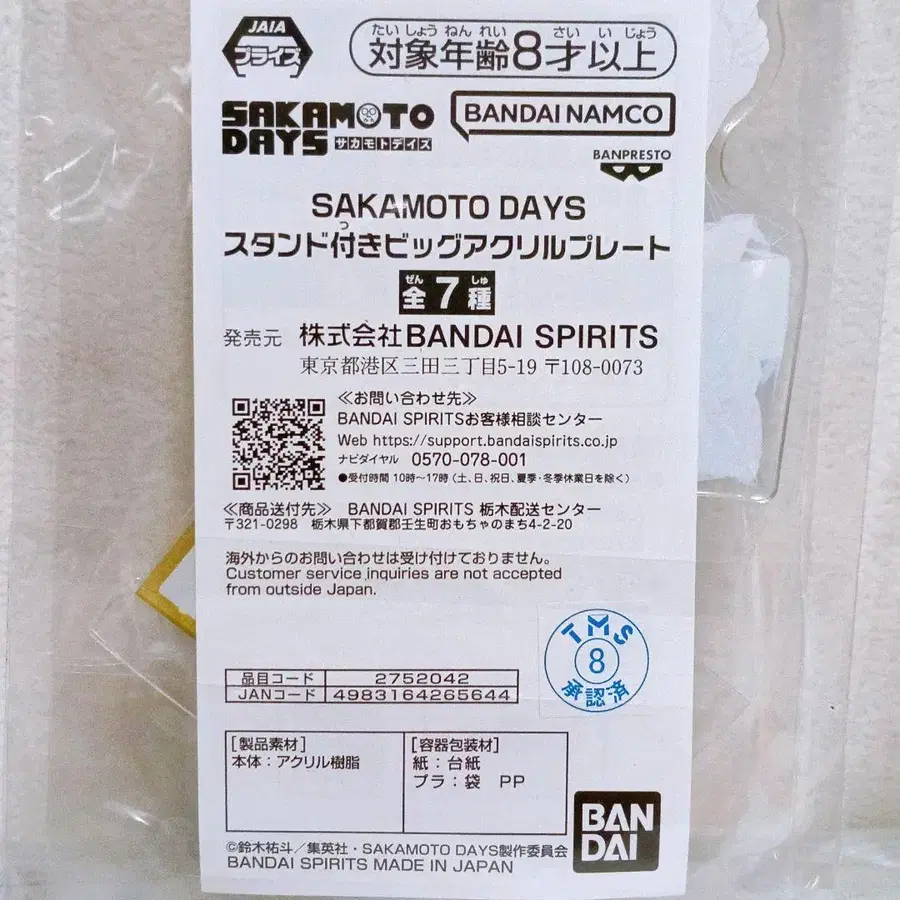 JAIA
プライズ
たいしょうねんれい さいいじょう
対象年齢8才以上
SAKAMOTO
DAYS サカモトデイズ
BANDAI NAMCO
BANPRESTO
SAKAMOTO DAYS
つ
スタンド付きビッグアクリルプレート
ぜん しゅ
全7種
発売元 株式会社BANDAI SPIRITS
東京都港区三田三丁目5-19 〒108-0073
≪お問い合わせ先≫
BANDAI SPIRITSお客様相談センター
Web https://support.bandaispirits.co.jp
ナビダイヤル 0570-078-001
●受付時間 10時〜17時(土、日、祝日、夏季・冬季休業日を除く)
≪商品送付先≫ BANDAI SPIRITS 栃木配送センター
〒321-0298 栃木県下都賀郡壬生町おもちゃのまち4-2-20
海外からのお問い合わせは受け付けておりません。
Customer service inquiries are not accepted
from outside Japan.
TMS
8
承認済
品目コード 2752042
JANコード 4983164265644
[製品素材]
本体:アクリル樹脂
[容器包装材]
紙:台紙
プラ:袋 PP
BAN
DAI
©鈴木祐斗/集英社・SAKAMOTO DAYS製作委員会
BANDAI SPIRITS MADE IN JAPAN